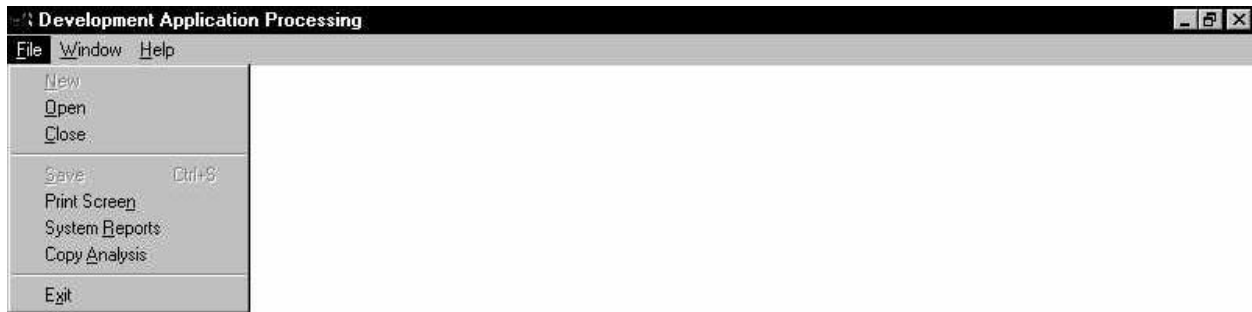 Development Application Processing
File Window Help
New
Open
Close
Save Ctrl+S
Print Screen
System Reports
Copy Analysis
Exit